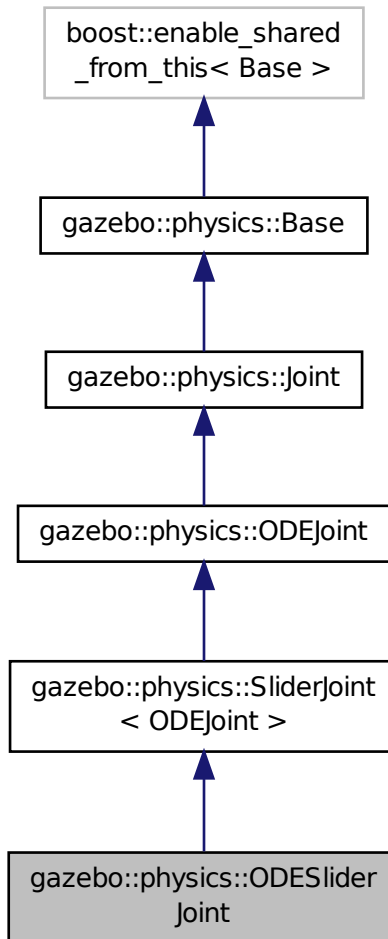 boost::enable_shared
_from_this< Base >
gazebo::physics::Base
gazebo::physics::Joint
gazebo::physics::ODEJoint
gazebo::physics::SliderJoint
< ODEJoint >
gazebo::physics::ODESlider
Joint